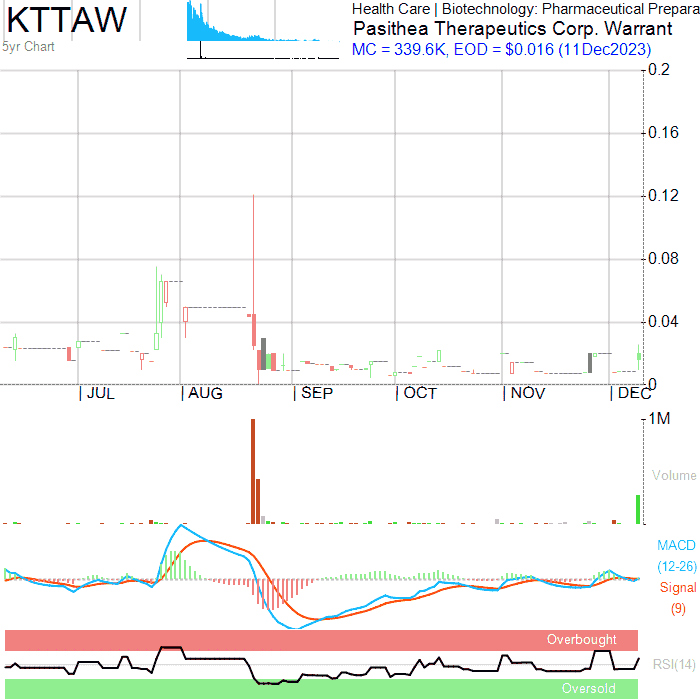 KTTAW
5yr Chart
Health Care | Biotechnology: Pharmaceutical Prepara
Pasithea Therapeutics Corp. Warrant
MC = 339.6K, EOD = $0.016 (11Dec2023)
0.2
0.16
0.12
0.08
0.04
0
| JUL | AUG | SEP | OCT | NOV | DEC
1M
Volume
MACD
(12-26)
Signal
(9)
Overbought
RSI(14)
Oversold